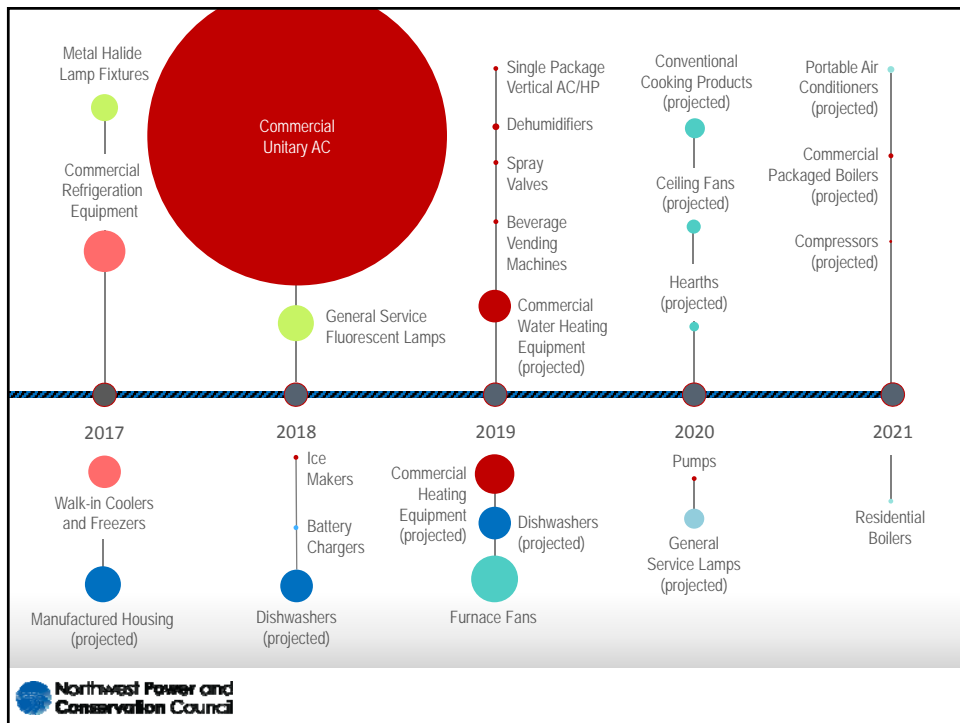 Metal Halide
Lamp Fixtures
Commercial
Refrigeration
Equipment
Commercial
Unitary AC
General Service
Fluorescent Lamps
Single Package
Vertical AC/HP
Dehumidifiers
Spray
Valves
Beverage
Vending
Machines
Commercial
Water Heating
Equipment
(projected)
Conventional
Cooking Products
(projected)
Ceiling Fans
(projected)
Hearths
(projected)
Portable Air
Conditioners
(projected)
Commercial
Packaged Boilers
(projected)
Compressors
(projected)
2017
2018
2019
2020
2021
Walk-in Coolers
and Freezers
Manufactured Housing
(projected)
Ice
Makers
Battery
Chargers
Dishwashers
(projected)
Commercial
Heating
Equipment
(projected)
Dishwashers
(projected)
Furnace Fans
Pumps
General
Service Lamps
(projected)
Residential
Boilers
Northwest Power and
Conservation Council